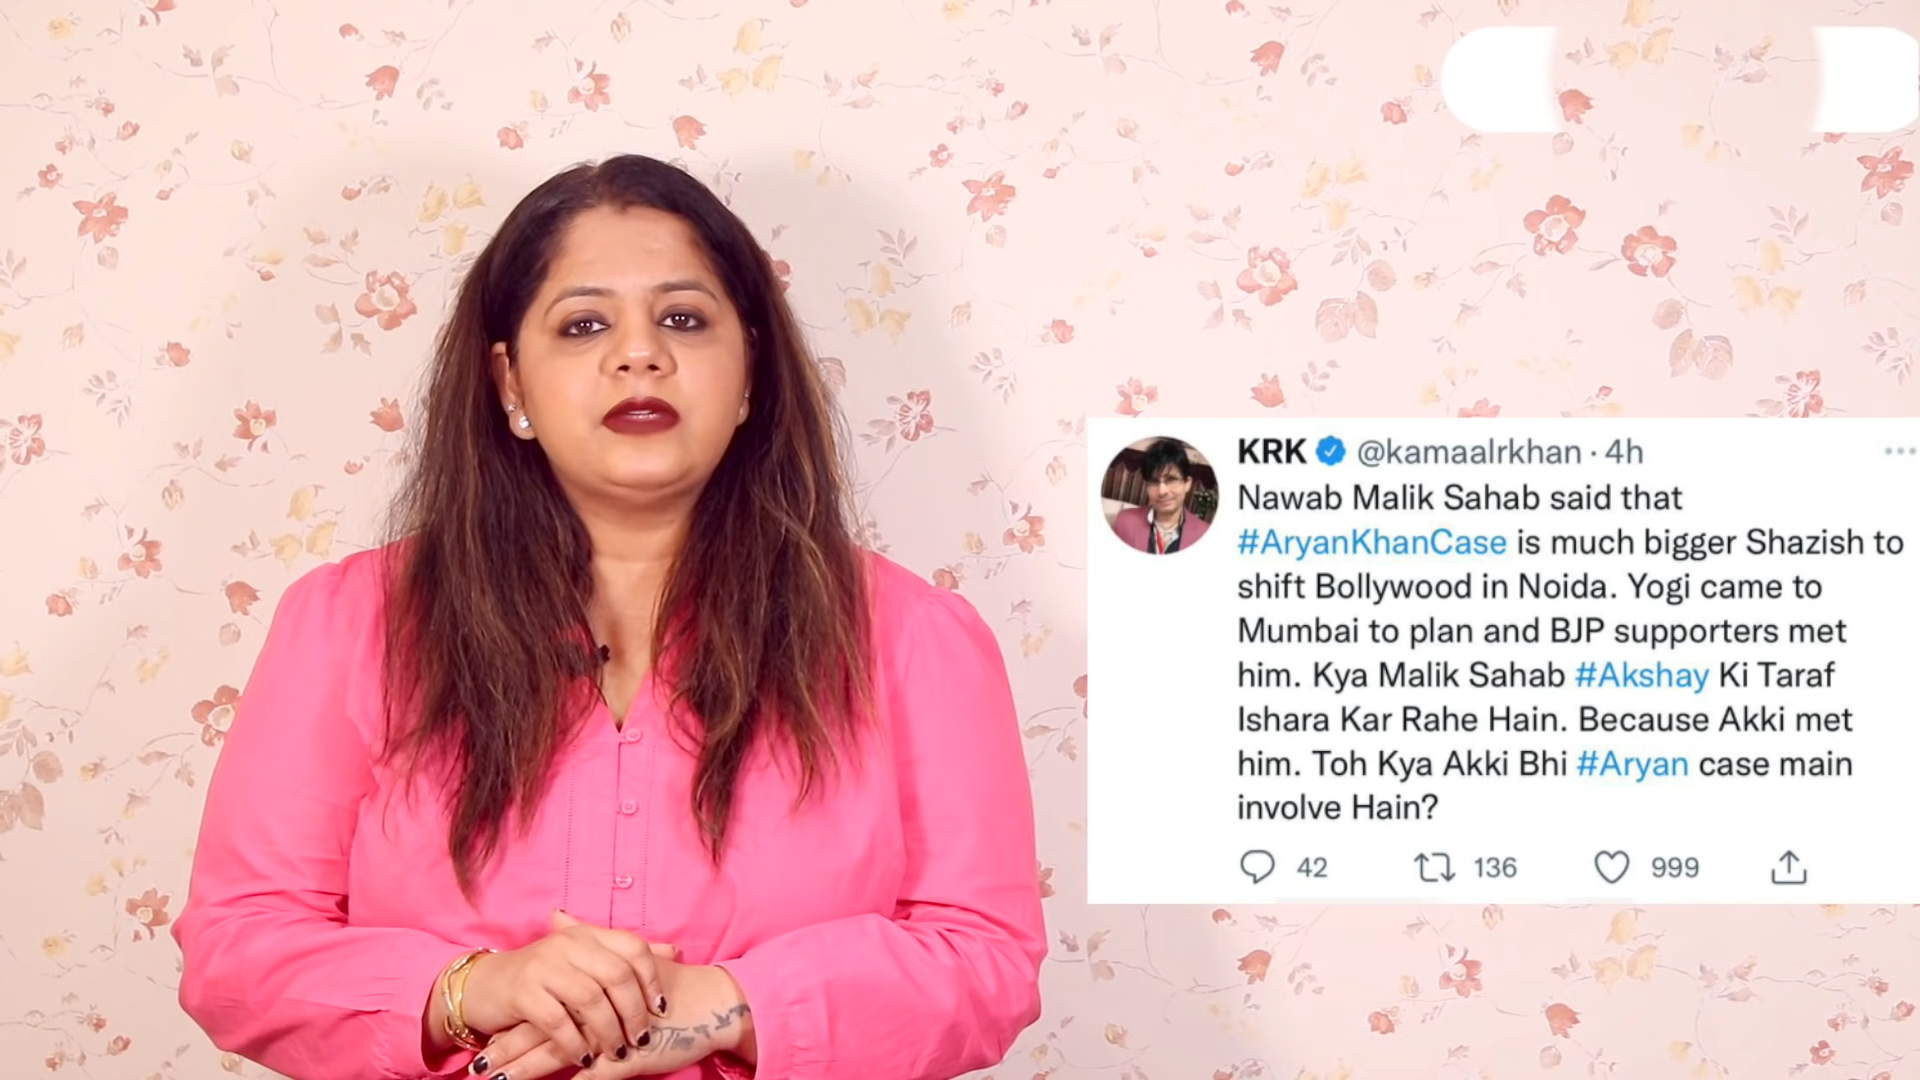 KRK @kamaalrkhan · 4h
Nawab Malik Sahab said that
#AryanKhanCase is much bigger Shazish to
shift Bollywood in Noida. Yogi came to
Mumbai to plan and BJP supporters met
him. Kya Malik Sahab #Akshay Ki Taraf
Ishara Kar Rahe Hain. Because Akki met
him. Toh Kya Akki Bhi #Aryan case main
involve Hain?
42 136 999